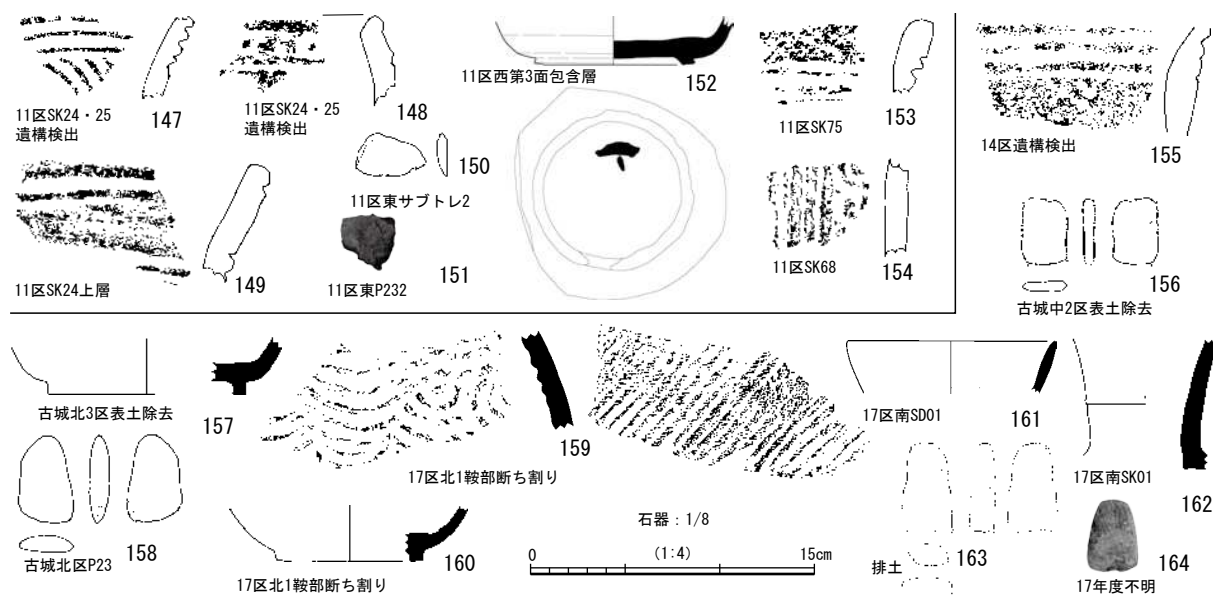 11区SK24・25
遺構検出
147
11区SK24・25
遺構検出
148
11区西第3面包含層
152
11区SK75
153
14区遺構検出
155
150
11区東サブトレ2
151
11区東P232
11区SK24上層
149
11区SK68
154
156
古城中2区表土除去
古城北3区表土除去
157
159
17区北1鞍部断ち割り
17区南SD01
161
17区南SK01
162
158
古城北区P23
160
17区北1鞍部断ち割り
石器：1/8
0
(1:4)
15cm
排土
163
164
17年度不明